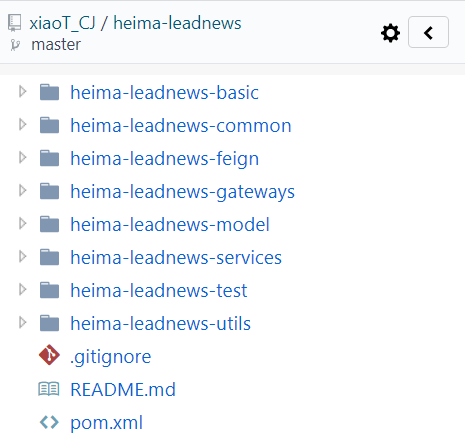 xiaoT_CJ / heima-leadnews
master
heima-leadnews-basic
heima-leadnews-common
heima-leadnews-feign
heima-leadnews-gateways
heima-leadnews-model
heima-leadnews-services
heima-leadnews-test
heima-leadnews-utils
.gitignore
README.md
pom.xml